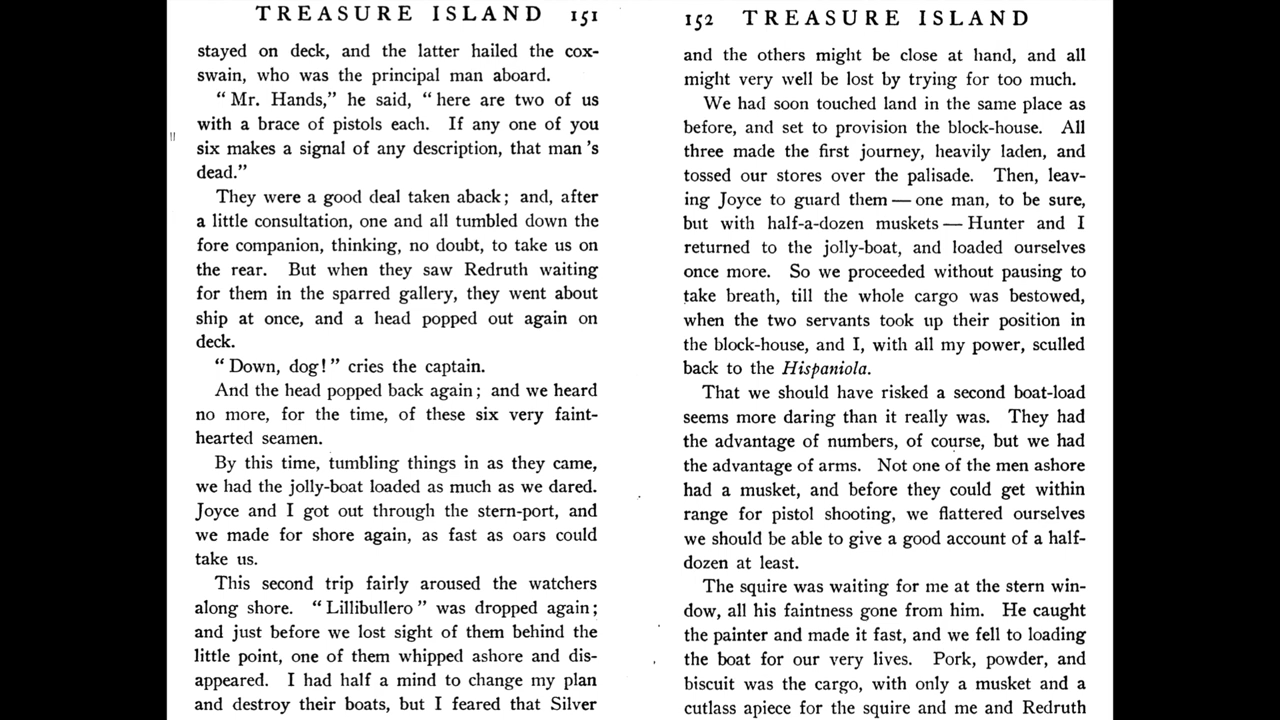 TREASURE ISLAND 151
stayed on deck, and the latter hailed the cox-
swain, who was the principal man aboard.
“Mr. Hands,” he said, “here are two of us
with a brace of pistols each. If any one of you
six makes a signal of any description, that man 's
dead.”
They were a good deal taken aback; and, after
a little consultation, one and all tumbled down the
fore companion, thinking, no doubt, to take us on
the rear. But when they saw Redruth waiting
for them in the sparred gallery, they went about
ship at once, and a head popped out again on
deck.
“Down, dog!” cries the captain.
And the head popped back again; and we heard
no more, for the time, of these six very faint-
hearted seamen.
By this time, tumbling things in as they came,
we had the jolly-boat loaded as much as we dared.
Joyce and I got out through the stern-port, and
we made for shore again, as fast as oars could
take us.
This second trip fairly aroused the watchers
along shore. “Lillibullero” was dropped again;
and just before we lost sight of them behind the
little point, one of them whipped ashore and dis-
appeared. I had half a mind to change my plan
and destroy their boats, but I feared that Silver
152 TREASURE ISLAND
and the others might be close at hand, and all
might very well be lost by trying for too much.
We had soon touched land in the same place as
before, and set to provision the block-house. All
three made the first journey, heavily laden, and
tossed our stores over the palisade. Then, leav-
ing Joyce to guard them — one man, to be sure,
but with half-a-dozen muskets — Hunter and I
returned to the jolly-boat, and loaded ourselves
once more. So we proceeded without pausing to
take breath, till the whole cargo was bestowed,
when the two servants took up their position in
the block-house, and I, with all my power, sculled
back to the Hispaniola.
That we should have risked a second boat-load
seems more daring than it really was. They had
the advantage of numbers, of course, but we had
the advantage of arms. Not one of the men ashore
had a musket, and before they could get within
range for pistol shooting, we flattered ourselves
we should be able to give a good account of a half-
dozen at least.
The squire was waiting for me at the stern win-
dow, all his faintness gone from him. He caught
the painter and made it fast, and we fell to loading
the boat for our very lives. Pork, powder, and
biscuit was the cargo, with only a musket and a
cutlass apiece for the squire and me and Redruth